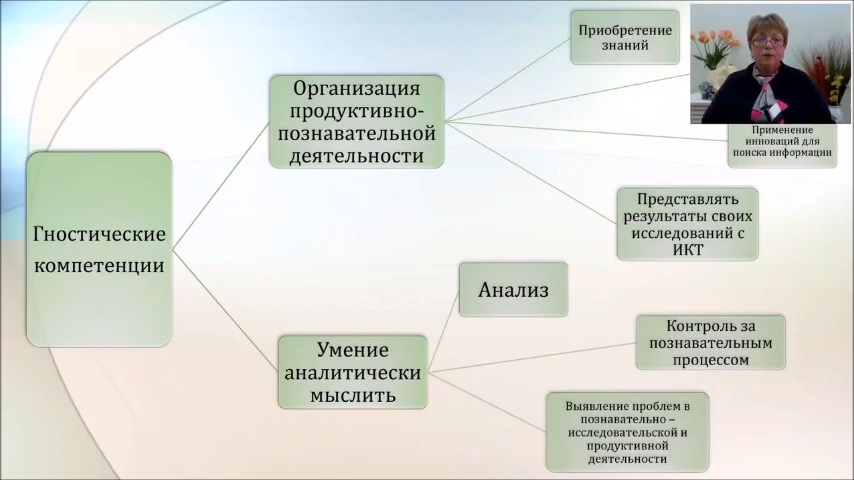 Гностические
компетенции
Организация
продуктивно-
познавательной
деятельности
Приобретение
знаний
Применение
инноваций для
поиска информации
Представлять
результаты своих
исследований с
ИКТ
Умение
аналитически
мыслить
Анализ
Контроль за
познавательным
процессом
Выявление проблем в
познавательно –
исследовательской и
продуктивной
деятельности